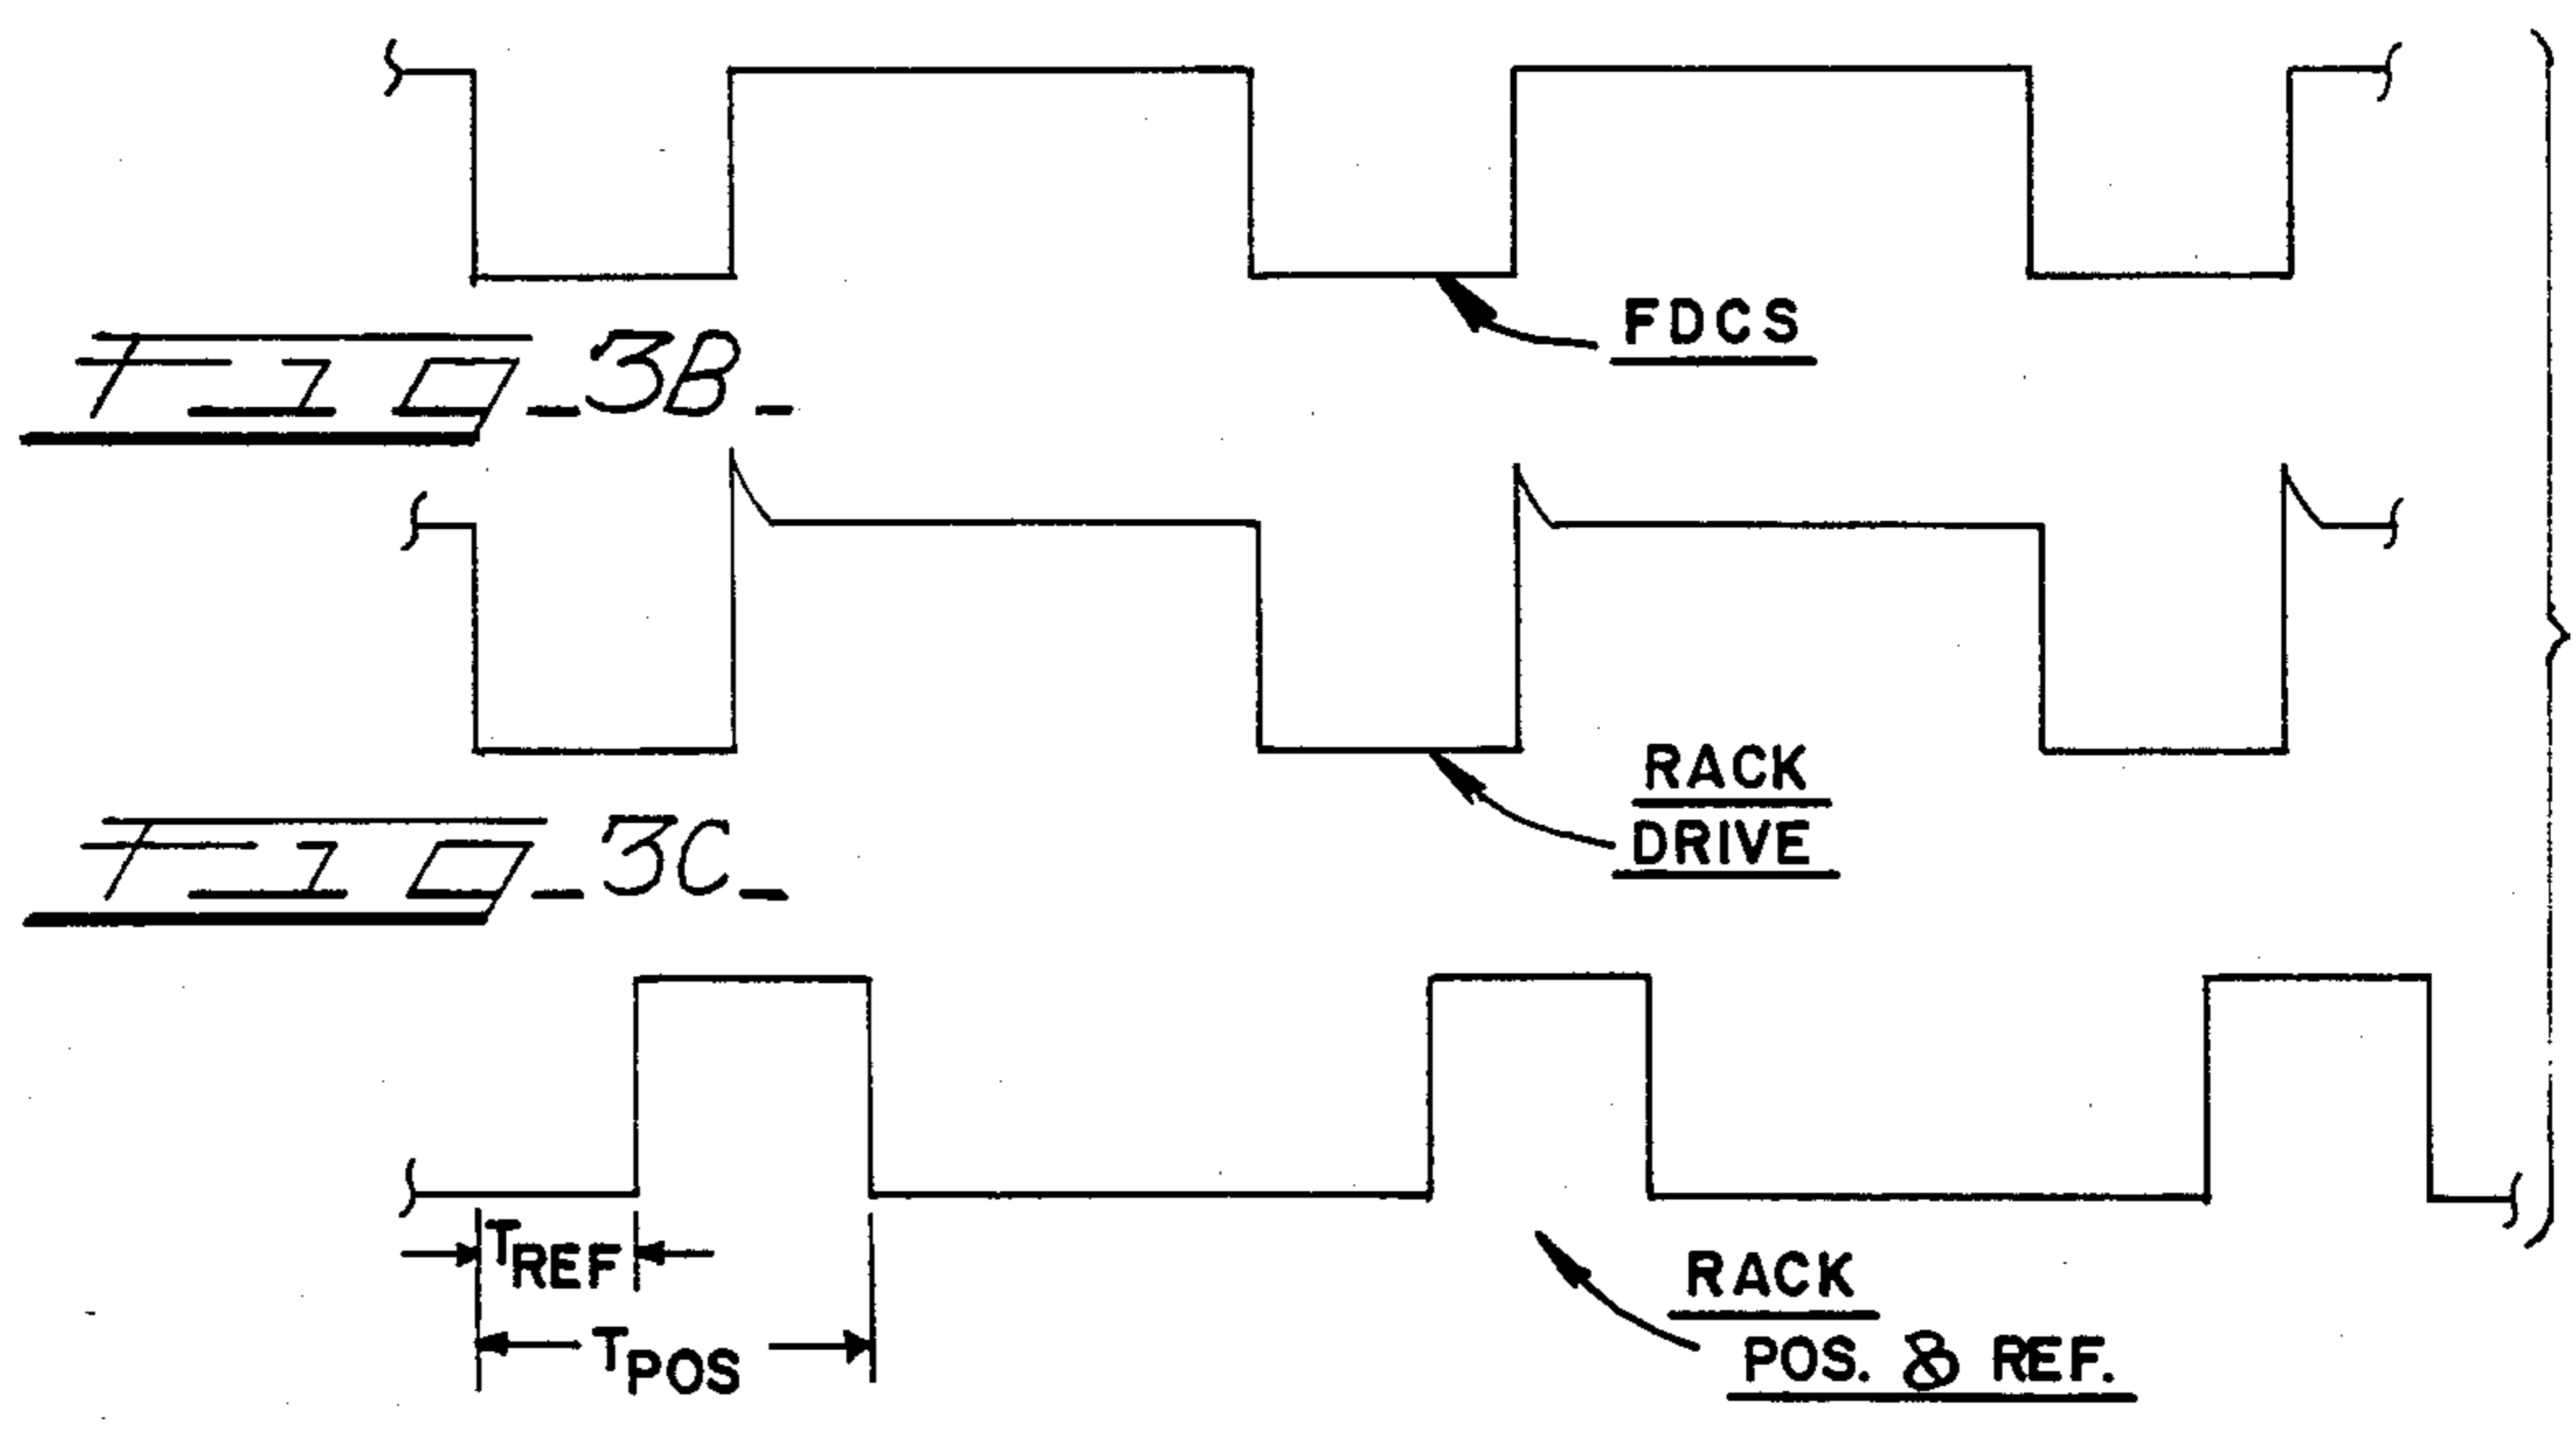 FDCS
FIG_3B_
RACK
DRIVE
FIG_3C_
TREF
RACK
TPOS
POS. & REF.